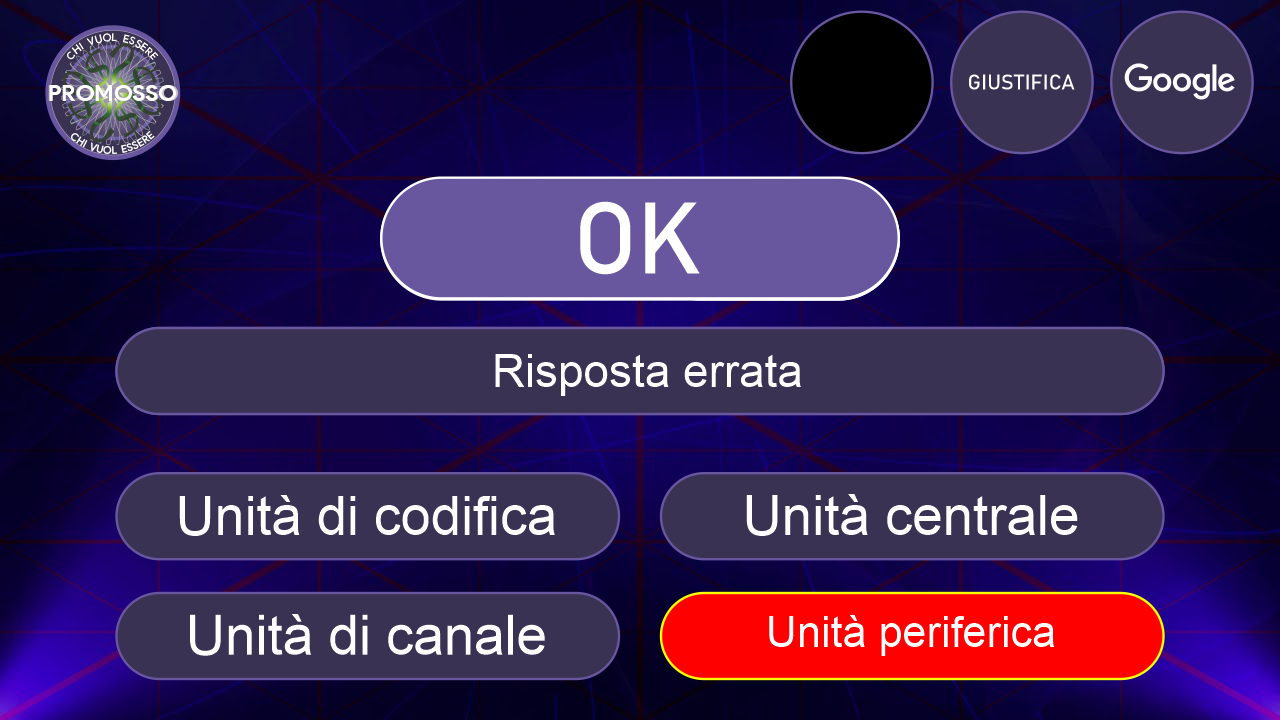 CHI VUOL ESSERE
PROMOSSO
CHI VUOL ESSERE
GIUSTIFICA
Google
OK
Risposta errata
Unità di codifica
Unità centrale
Unità di canale
Unità periferica